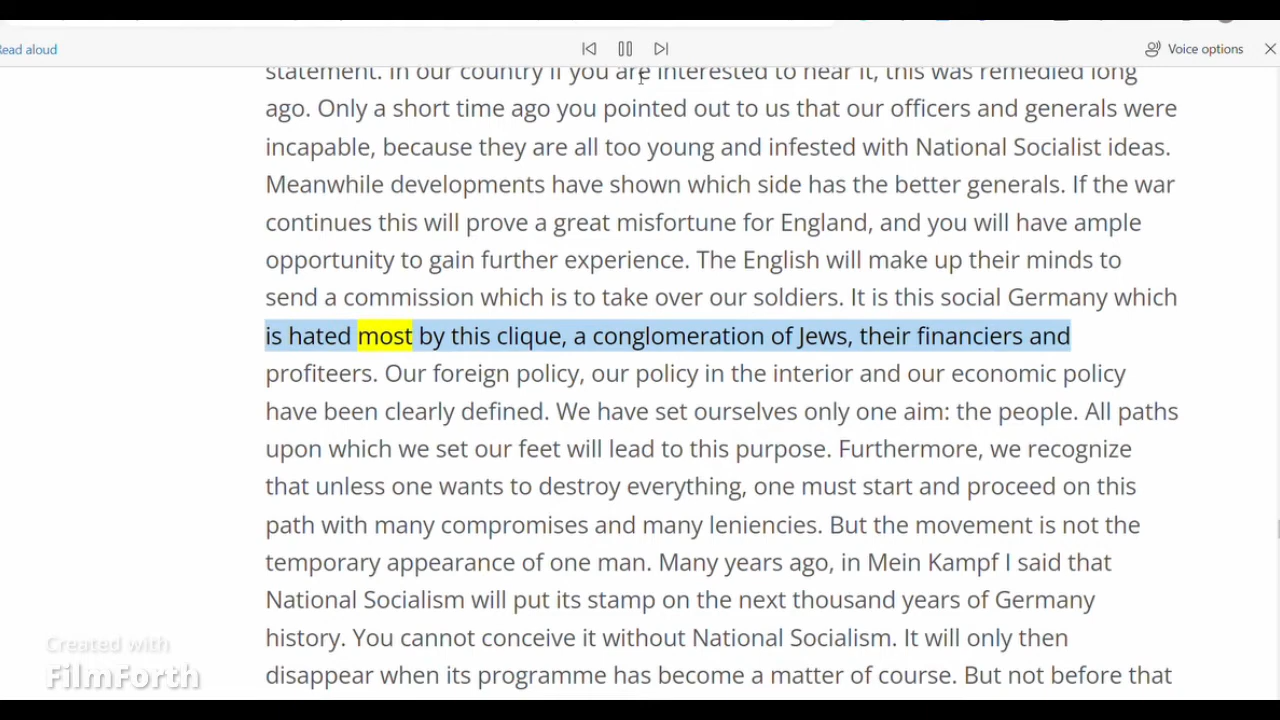 Read aloud
Voice options
statement. In our country if you are interested to hear it, this was remedied long
ago. Only a short time ago you pointed out to us that our officers and generals were
incapable, because they are all too young and infested with National Socialist ideas.
Meanwhile developments have shown which side has the better generals. If the war
continues this will prove a great misfortune for England, and you will have ample
opportunity to gain further experience. The English will make up their minds to
send a commission which is to take over our soldiers. It is this social Germany which
is hated most by this clique, a conglomeration of Jews, their financiers and
profiteers. Our foreign policy, our policy in the interior and our economic policy
have been clearly defined. We have set ourselves only one aim: the people. All paths
upon which we set our feet will lead to this purpose. Furthermore, we recognize
that unless one wants to destroy everything, one must start and proceed on this
path with many compromises and many leniencies. But the movement is not the
temporary appearance of one man. Many years ago, in Mein Kampf I said that
National Socialism will put its stamp on the next thousand years of Germany
history. You cannot conceive it without National Socialism. It will only then
disappear when its programme has become a matter of course. But not before that
Created with
FilmForth